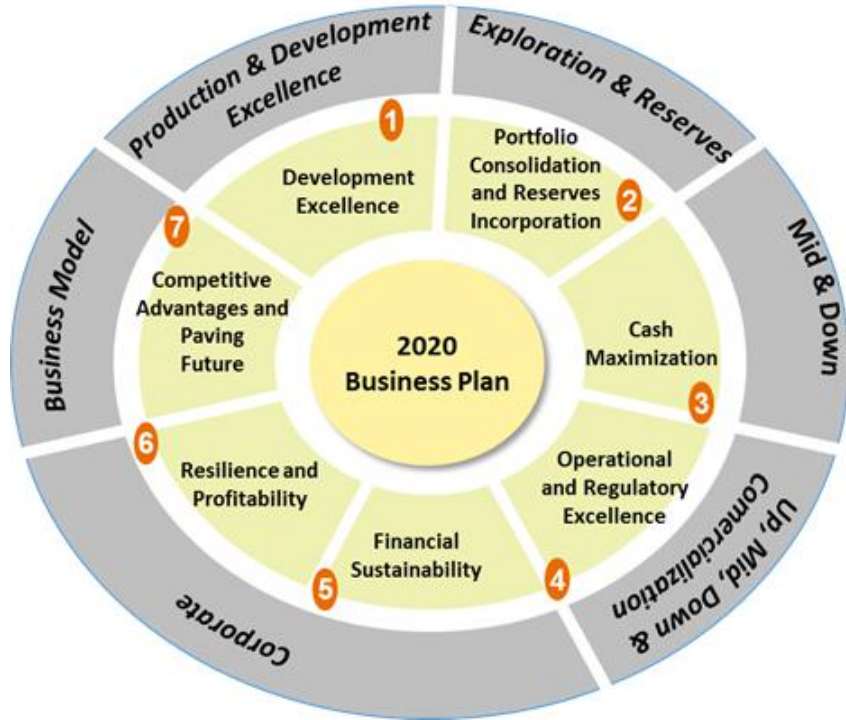 Production & Development
Excellence
Exploration & Reserves
Mid & Down
Up, Mid, Down &
Comercialization
Corporate
Business Model
1
Development
Excellence
Portfolio
Consolidation
and Reserves
Incorporation
2
Cash
Maximization
3
Operational
and Regulatory
Excellence
4
Financial
Sustainability
5
Resilience and
Profitability
6
Competitive
Advantages and
Paving
Future
7
2020
Business Plan